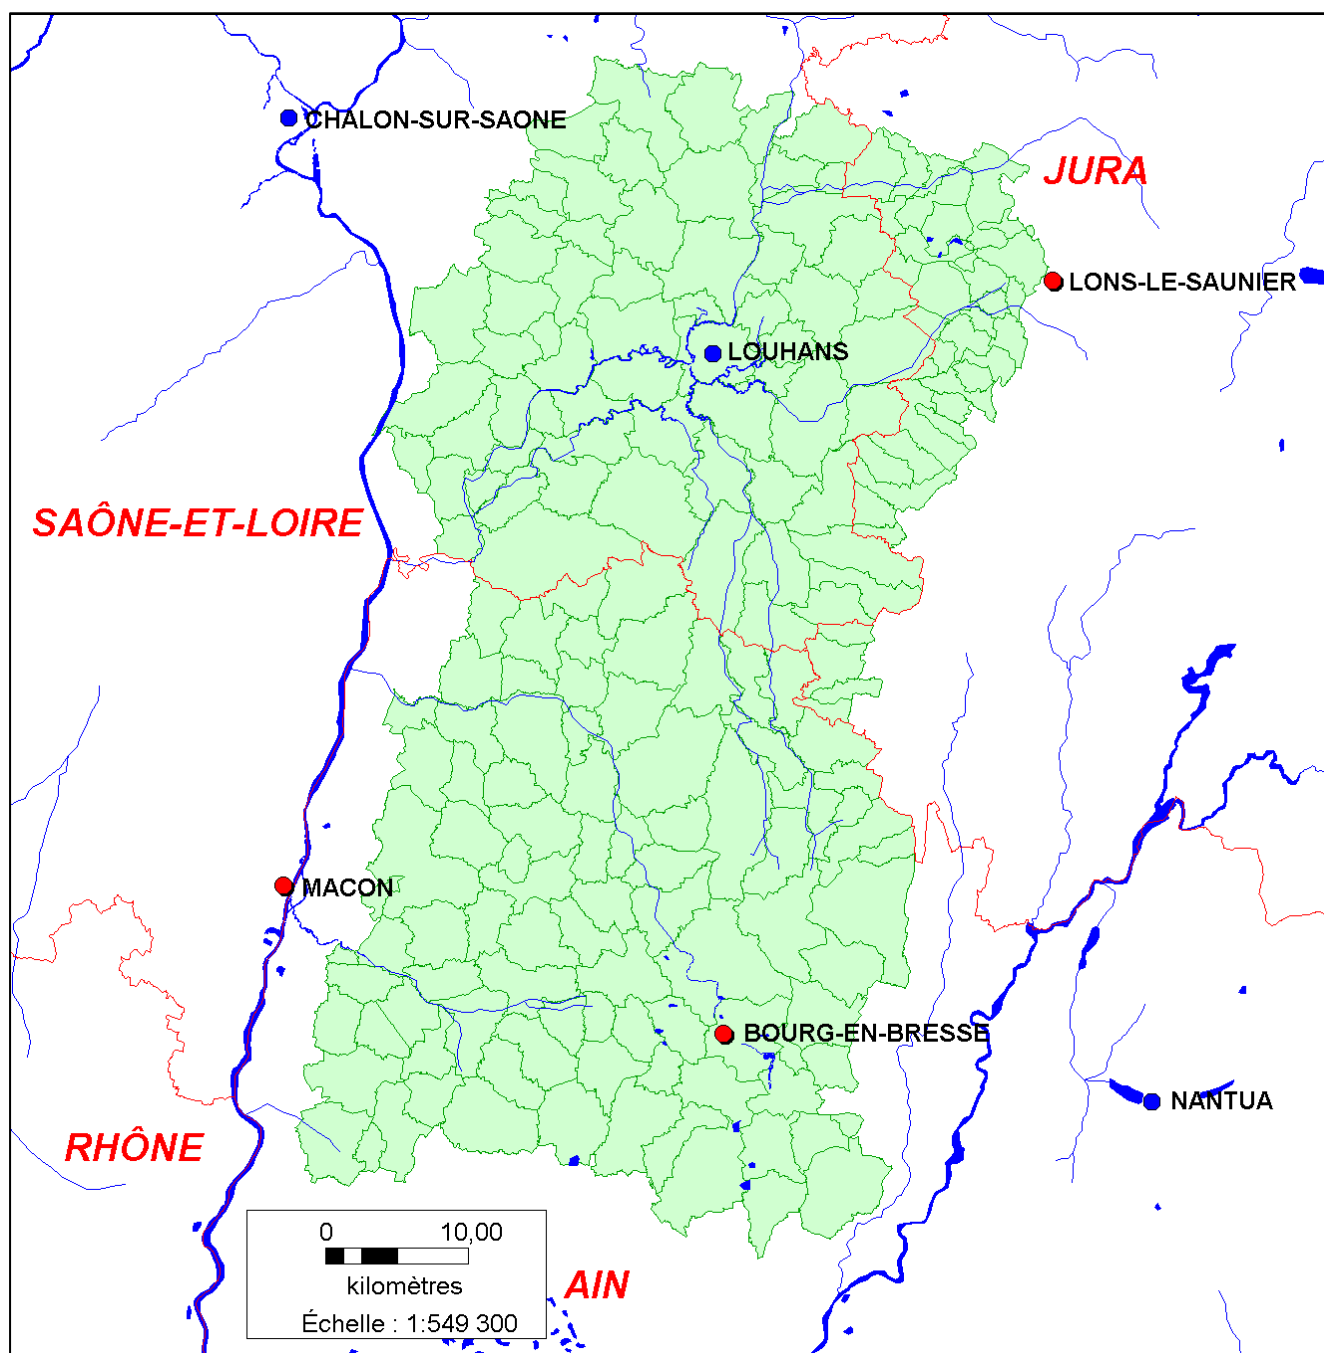 CHALON-SUR-SAONE
JURA
LONS-LE-SAUNIER
LOUHANS
SAÔNE-ET-LOIRE
MACON
BOURG-EN-BRESSE
NANTUA
RHÔNE
0 10,00
kilomètres
Échelle : 1:549 300
AIN